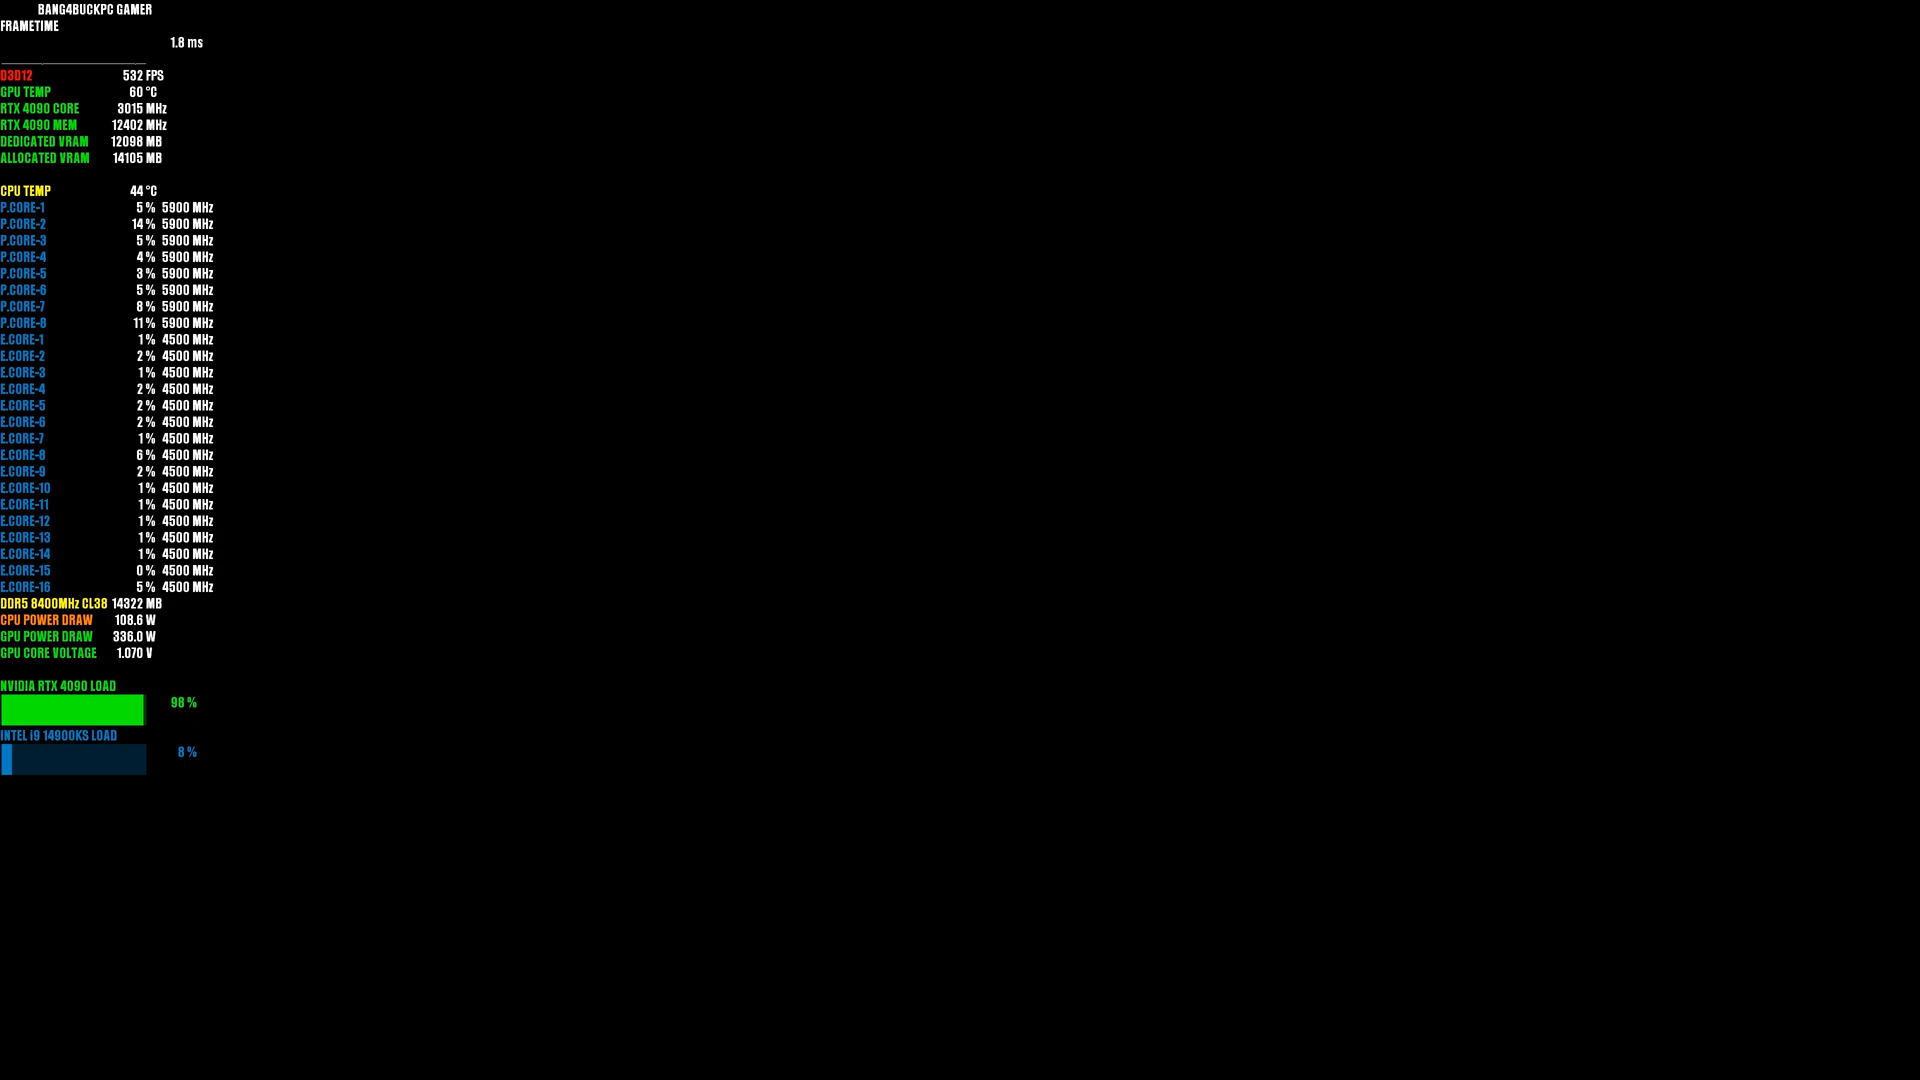 BANG4BUCKPC GAMER
FRAMETIME
1.8 ms
D3D12 532 FPS
GPU TEMP 60 °C
RTX 4090 CORE 3015 MHz
RTX 4090 MEM 12402 MHz
DEDICATED VRAM 12098 MB
ALLOCATED VRAM 14105 MB
CPU TEMP 44 °C
P.CORE-1 5 % 5900 MHz
P.CORE-2 14 % 5900 MHz
P.CORE-3 5 % 5900 MHz
P.CORE-4 4 % 5900 MHz
P.CORE-5 3 % 5900 MHz
P.CORE-6 5 % 5900 MHz
P.CORE-7 8 % 5900 MHz
P.CORE-8 11 % 5900 MHz
E.CORE-1 1 % 4500 MHz
E.CORE-2 2 % 4500 MHz
E.CORE-3 1 % 4500 MHz
E.CORE-4 2 % 4500 MHz
E.CORE-5 2 % 4500 MHz
E.CORE-6 2 % 4500 MHz
E.CORE-7 1 % 4500 MHz
E.CORE-8 6 % 4500 MHz
E.CORE-9 2 % 4500 MHz
E.CORE-10 1 % 4500 MHz
E.CORE-11 1 % 4500 MHz
E.CORE-12 1 % 4500 MHz
E.CORE-13 1 % 4500 MHz
E.CORE-14 1 % 4500 MHz
E.CORE-15 0 % 4500 MHz
E.CORE-16 5 % 4500 MHz
DDR5 8400MHz CL38 14322 MB
CPU POWER DRAW 108.6 W
GPU POWER DRAW 336.0 W
GPU CORE VOLTAGE 1.070 V
NVIDIA RTX 4090 LOAD
98 %
INTEL i9 14900KS LOAD
8 %